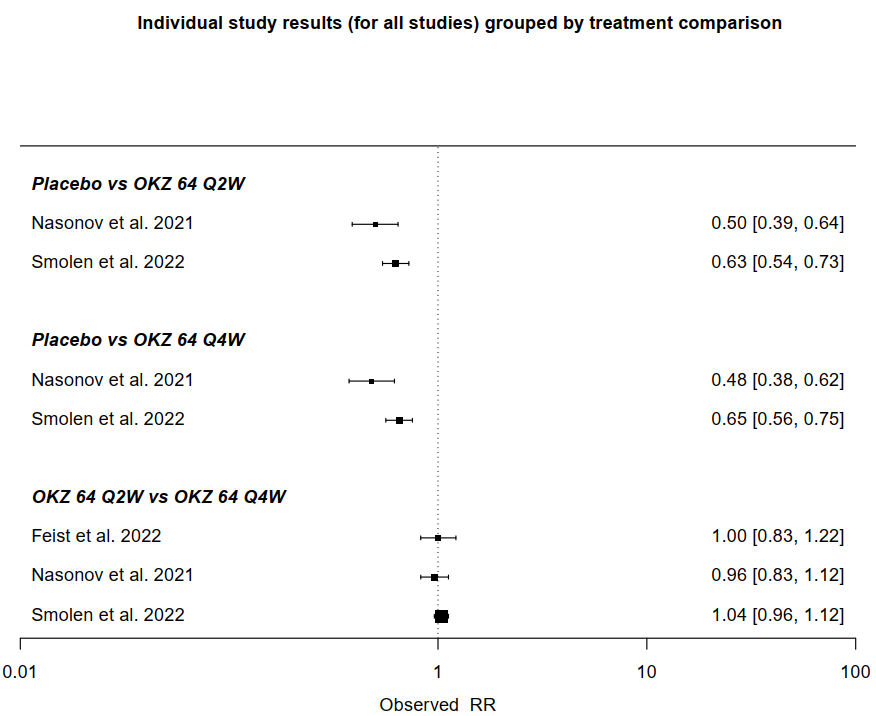 Individual study results (for all studies) grouped by treatment comparison
Placebo vs OKZ 64 Q2W
Nasonov et al. 2021 0.50 [0.39, 0.64]
Smolen et al. 2022 0.63 [0.54, 0.73]
Placebo vs OKZ 64 Q4W
Nasonov et al. 2021 0.48 [0.38, 0.62]
Smolen et al. 2022 0.65 [0.56, 0.75]
OKZ 64 Q2W vs OKZ 64 Q4W
Feist et al. 2022 1.00 [0.83, 1.22]
Nasonov et al. 2021 0.96 [0.83, 1.12]
Smolen et al. 2022 1.04 [0.96, 1.12]
0.01 1 10 100
Observed RR